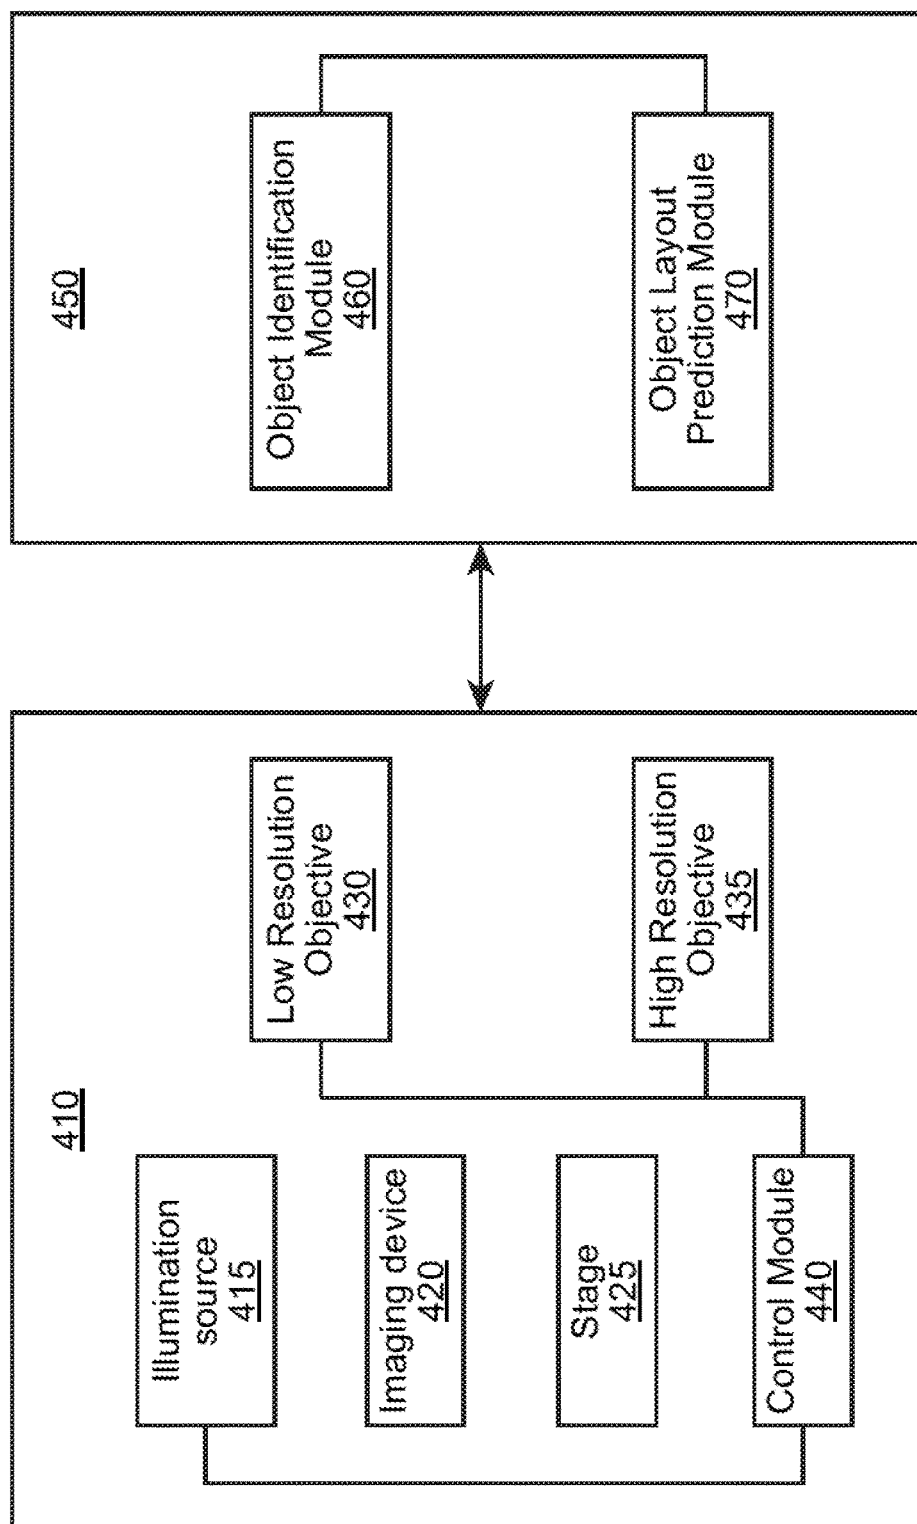 410
Illumination
source
415
Imaging device
420
Stage
425
Control Module
440
Low Resolution
Objective
430
High Resolution
Objective
435
450
Object Identification
Module
460
Object Layout
Prediction Module
470